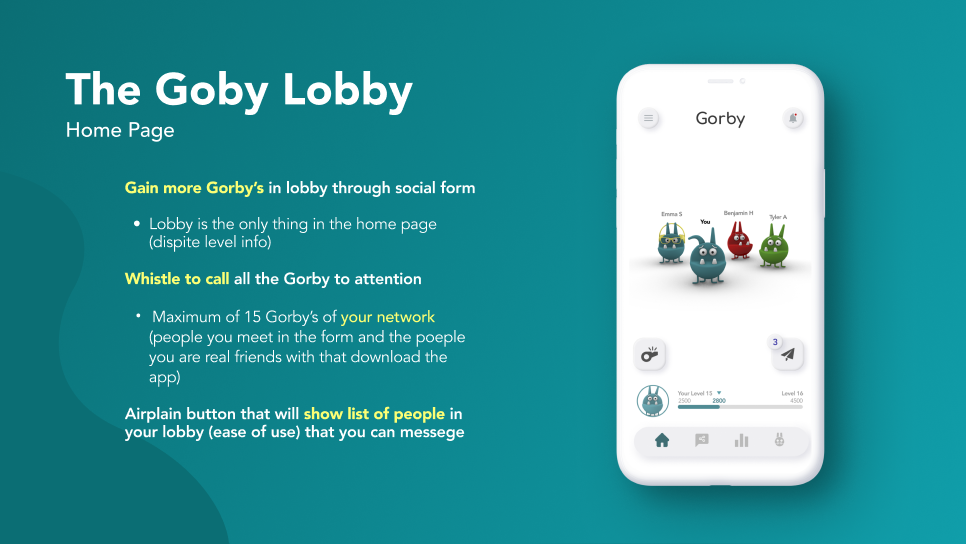 The Goby Lobby
Home Page
Gain more Gorby's in lobby through social form
• Lobby is the only thing in the home page
(dispite level info)
Whistle to call all the Gorby to attention
• Maximum of 15 Gorby's of your network
(people you meet in the form and the poeple
you are real friends with that download the
app)
Airplain button that will show list of people in
your lobby (ease of use) that you can messege
Gorby
Emma S
You
Benjamin H
Tyler A
3
Your Level 15
Level 16
2500
2800
4500